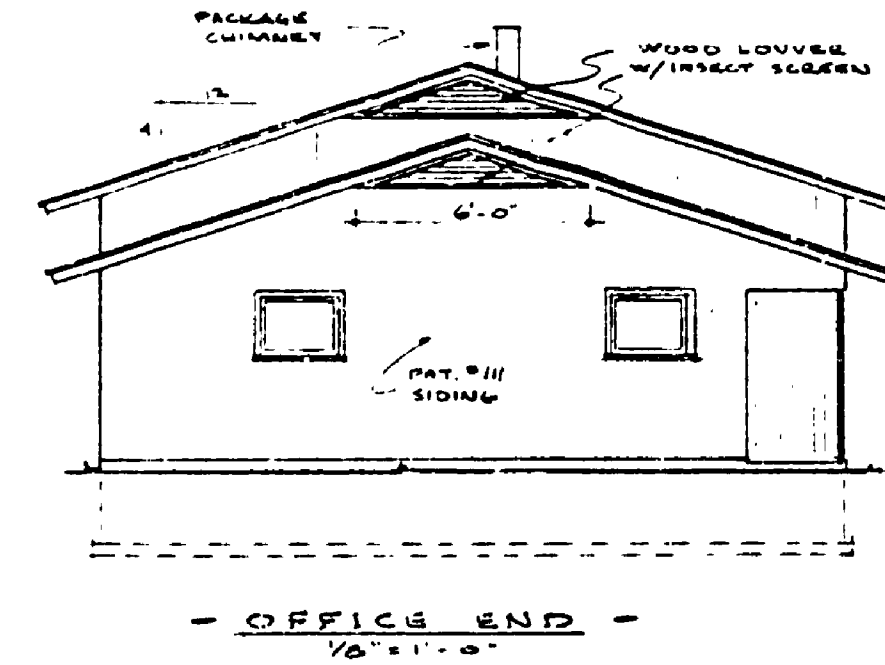 PACKAGE
CHIMNEY
WOOD LOUVER
W/INSECT SCREEN
12
4
6'-0"
PAT. #111
SIDING
- OFFICE END -
1/8" = 1'-0"